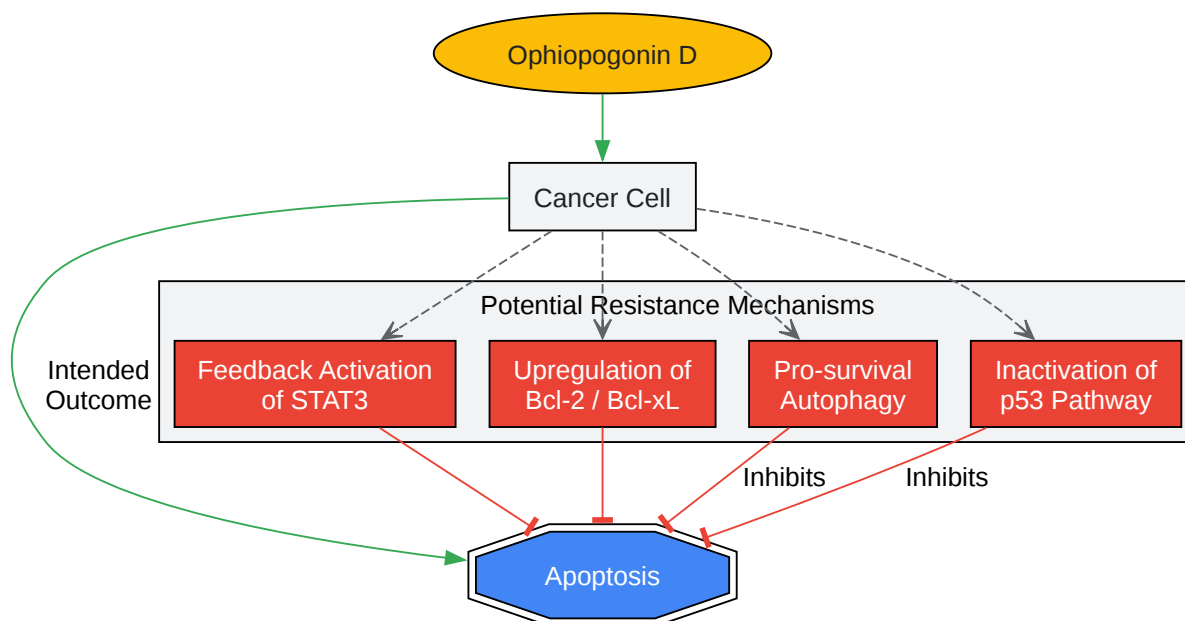 Ophiopogonin D
Cancer Cell
Potential Resistance Mechanisms
Intended
Outcome
Feedback Activation
of STAT3
Upregulation of
Bcl-2 / Bcl-xL
Pro-survival
Autophagy
Inactivation of
p53 Pathway
Inhibits
Inhibits
Apoptosis